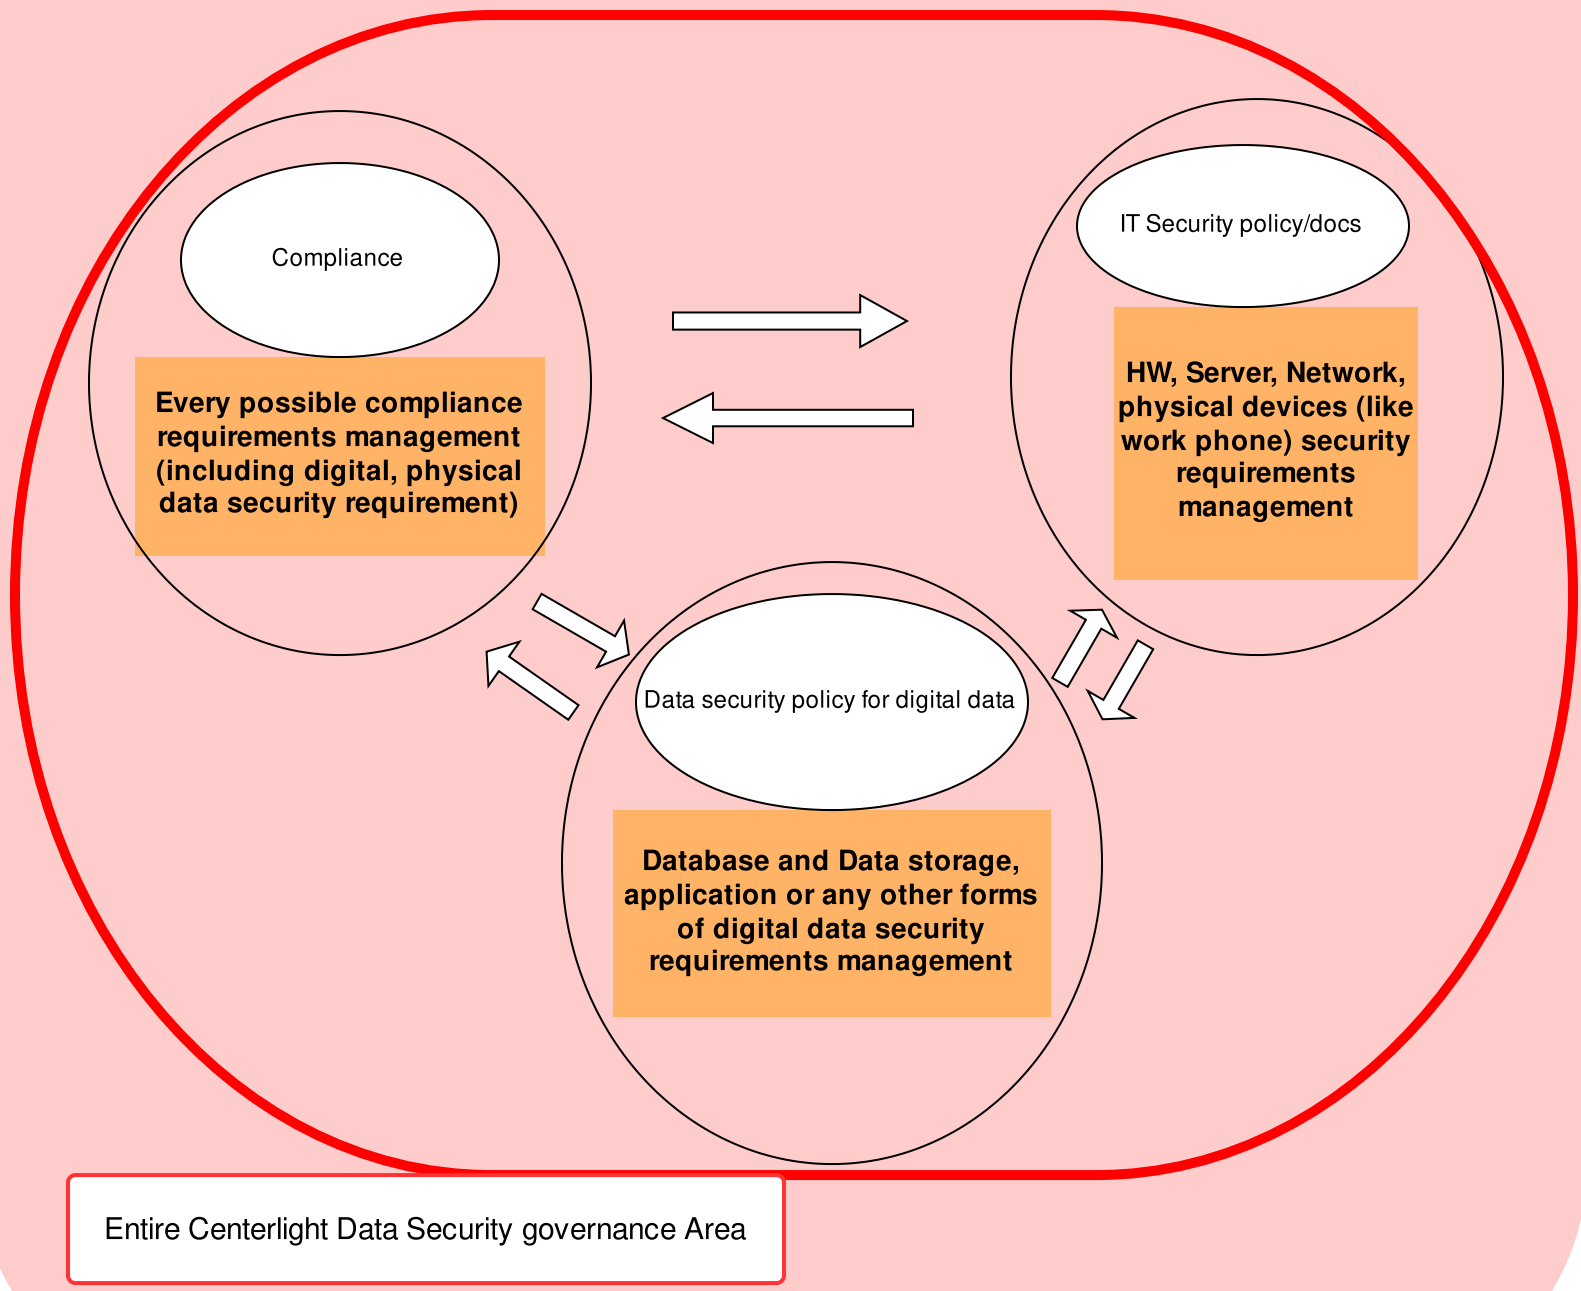 Compliance
Every possible compliance
requirements management
(including digital, physical
data security requirement)
IT Security policy/docs
HW, Server, Network,
physical devices (like
work phone) security
requirements
management
Data security policy for digital data
Database and Data storage,
application or any other forms
of digital data security
requirements management
Entire Centerlight Data Security governance Area